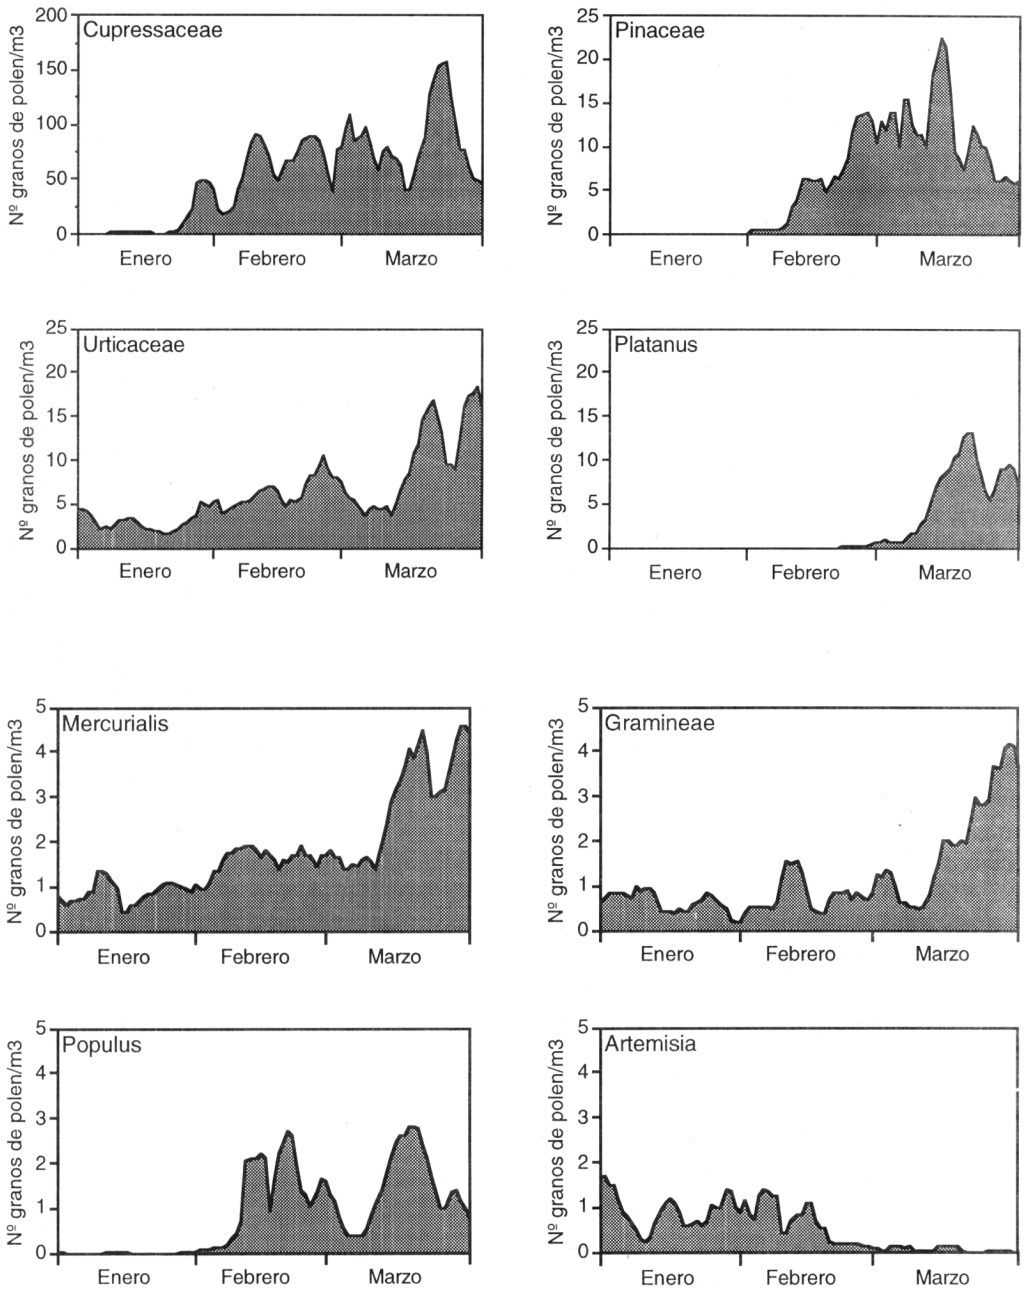 Cupressaceae
Nº granos de polen/m3
200
150
100
50
0
Enero Febrero Marzo
Pinaceae
Nº granos de polen/m3
25
20
15
10
5
0
Enero Febrero Marzo
Urticaceae
Nº granos de polen/m3
25
20
15
10
5
0
Enero Febrero Marzo
Platanus
Nº granos de polen/m3
25
20
15
10
5
0
Enero Febrero Marzo
Mercurialis
Nº granos de polen/m3
5
4
3
2
1
0
Enero Febrero Marzo
Gramineae
Nº granos de polen/m3
5
4
3
2
1
0
Enero Febrero Marzo
Populus
Nº granos de polen/m3
5
4
3
2
1
0
Enero Febrero Marzo
Artemisia
Nº granos de polen/m3
5
4
3
2
1
0
Enero Febrero Marzo